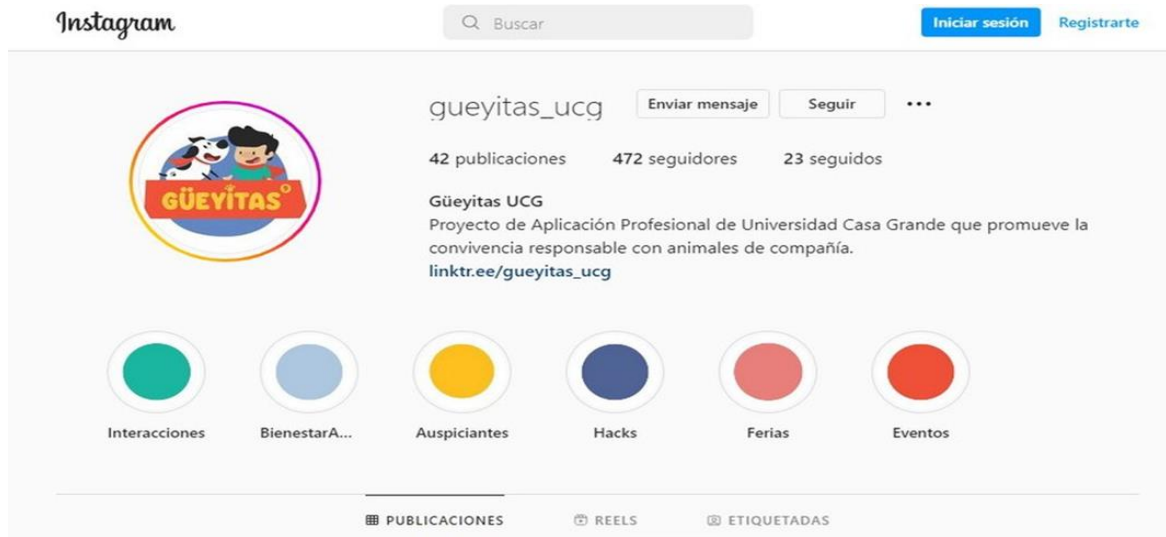 Instagram
Buscar
Iniciar sesión
Registrarte
gueyitas_ucg
Enviar mensaje
Seguir
42 publicaciones
472 seguidores
23 seguidos
GÜEYÏTAS
Güeyitas UCG
Proyecto de Aplicación Profesional de Universidad Casa Grande que promueve la
convivencia responsable con animales de compañía.
linktr.ee/gueyitas_ucg
Interacciones
BienestarA...
Auspiciantes
Hacks
Ferias
Eventos
PUBLICACIONES
REELS
ETIQUETADAS